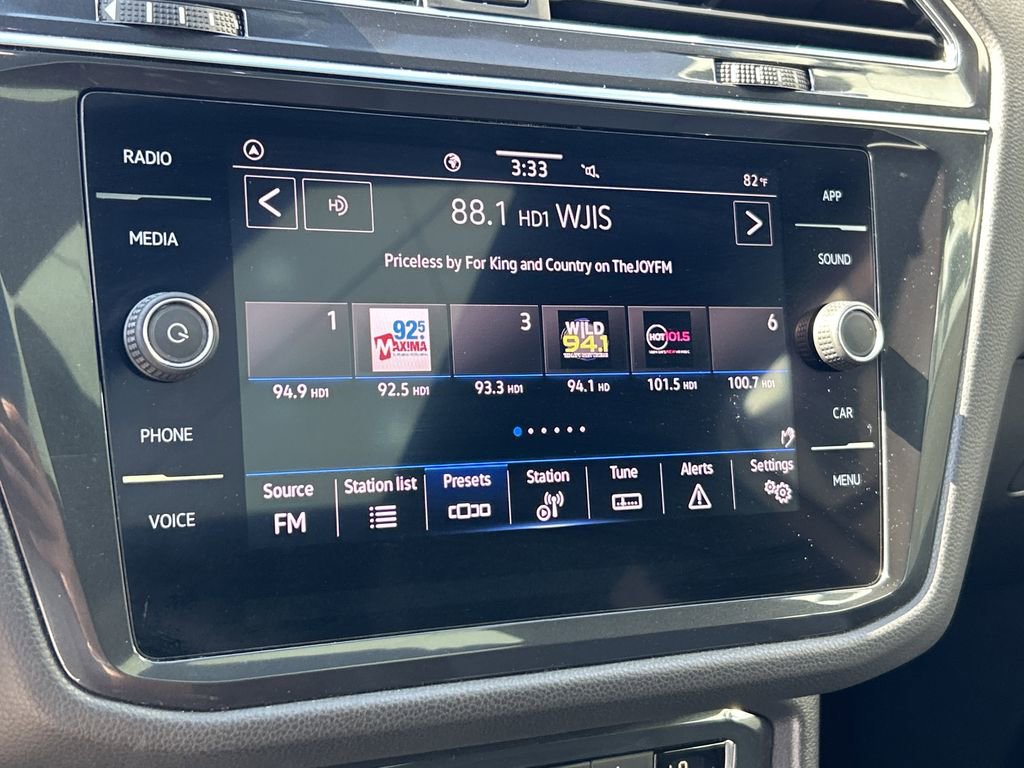 RADIO
MEDIA
PHONE
VOICE
3:33
82°F
HD
88.1 HD1 WJIS
Priceless by For King and Country on TheJOYFM
1
92.5
MAXIMA
3
WiLD
94.1
HOT101.5
6
94.9 HD1
92.5 HD1
93.3 HD1
94.1 HD
101.5 HD1
100.7 HD1
Source
FM
Station list
Presets
Station
Tune
Alerts
Settings
APP
SOUND
CAR
MENU